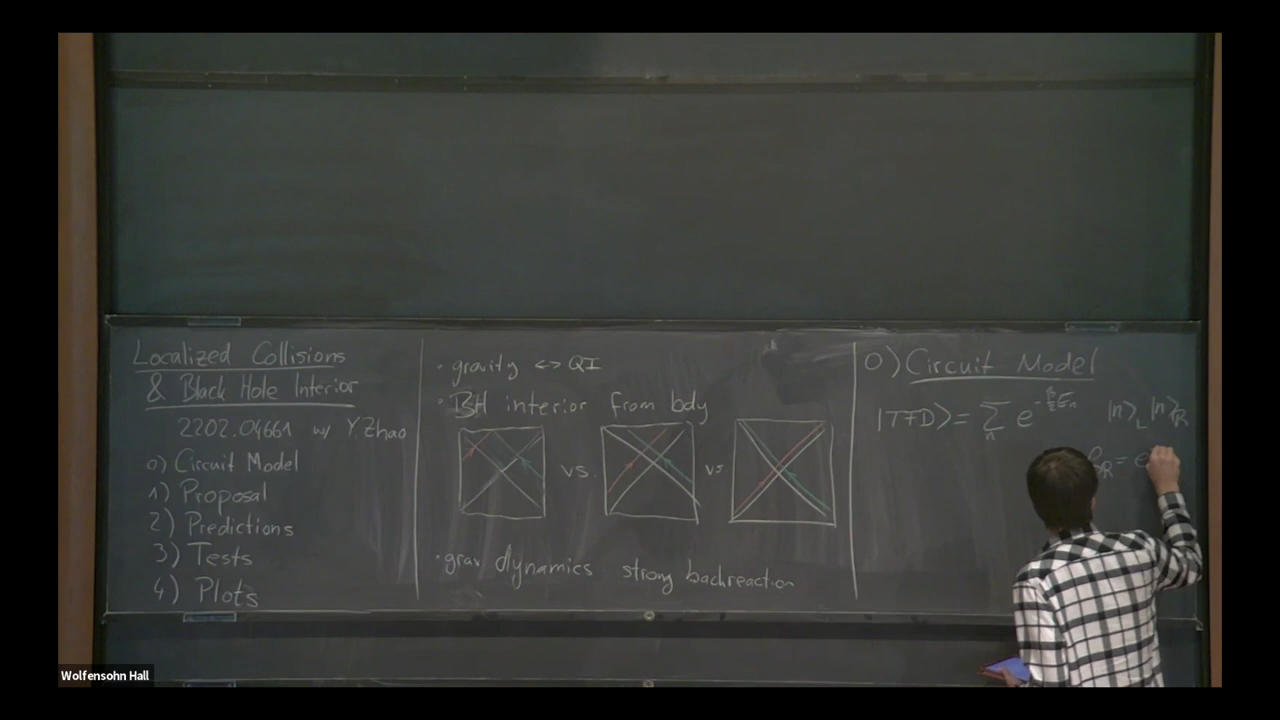 Localized Collisions
& Black Hole Interior
2202.04661 w/ Y. Zhao
0) Circuit Model
1) Proposal
2) Predictions
3) Tests
4) Plots
• gravity <-> QI
• BH interior from bdy
vs. vs
• grav dynamics strong backreaction
0) Circuit Model
|TFD> = Σ_n e^{-β/2 E_n} |n>_L |n>_R
ρ_R = e
Wolfensohn Hall